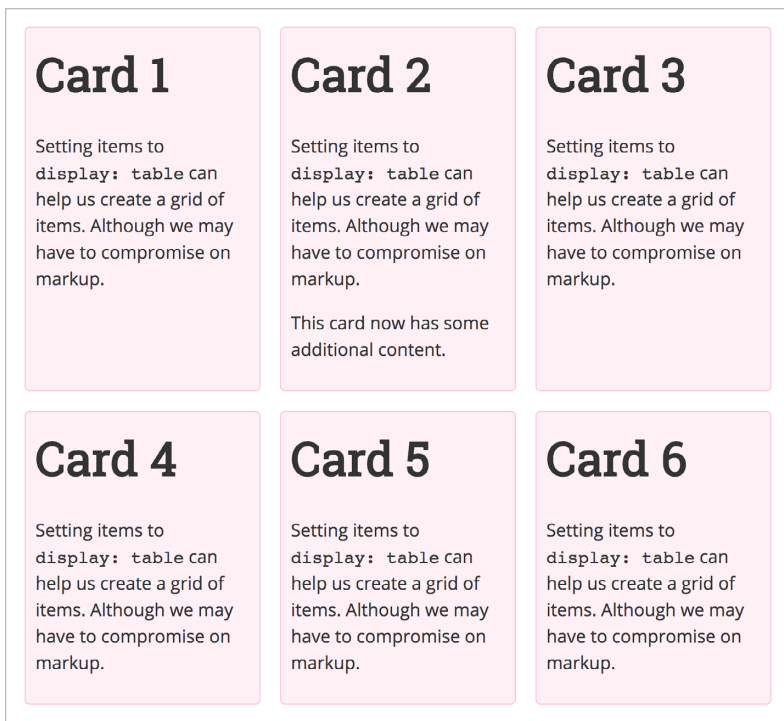 Card 1
Setting items to
display: table can
help us create a grid of
items. Although we may
have to compromise on
markup.
Card 2
Setting items to
display: table can
help us create a grid of
items. Although we may
have to compromise on
markup.
This card now has some
additional content.
Card 3
Setting items to
display: table can
help us create a grid of
items. Although we may
have to compromise on
markup.
Card 4
Setting items to
display: table can
help us create a grid of
items. Although we may
have to compromise on
markup.
Card 5
Setting items to
display: table can
help us create a grid of
items. Although we may
have to compromise on
markup.
Card 6
Setting items to
display: table can
help us create a grid of
items. Although we may
have to compromise on
markup.